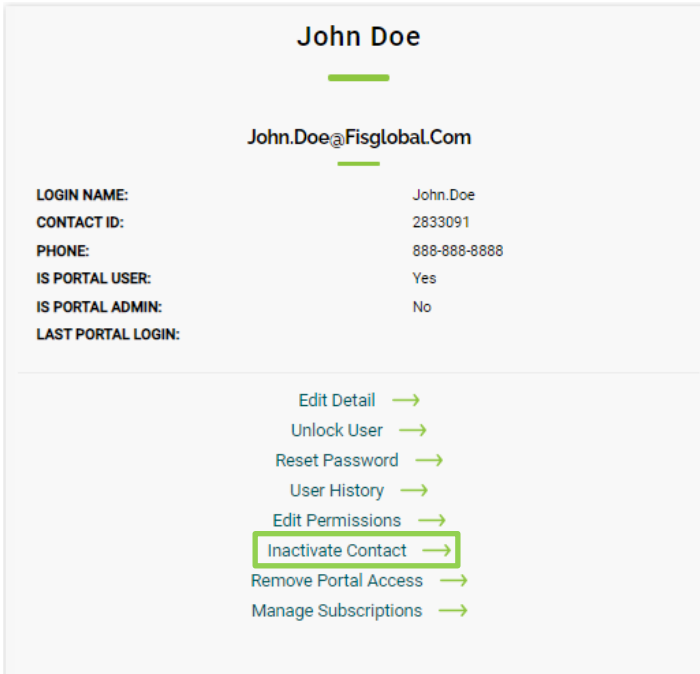 John Doe
John.Doe@Fisglobal.Com
LOGIN NAME: John.Doe
CONTACT ID: 2833091
PHONE: 888-888-8888
IS PORTAL USER: Yes
IS PORTAL ADMIN: No
LAST PORTAL LOGIN:
Edit Detail
Unlock User
Reset Password
User History
Edit Permissions
Inactivate Contact
Remove Portal Access
Manage Subscriptions